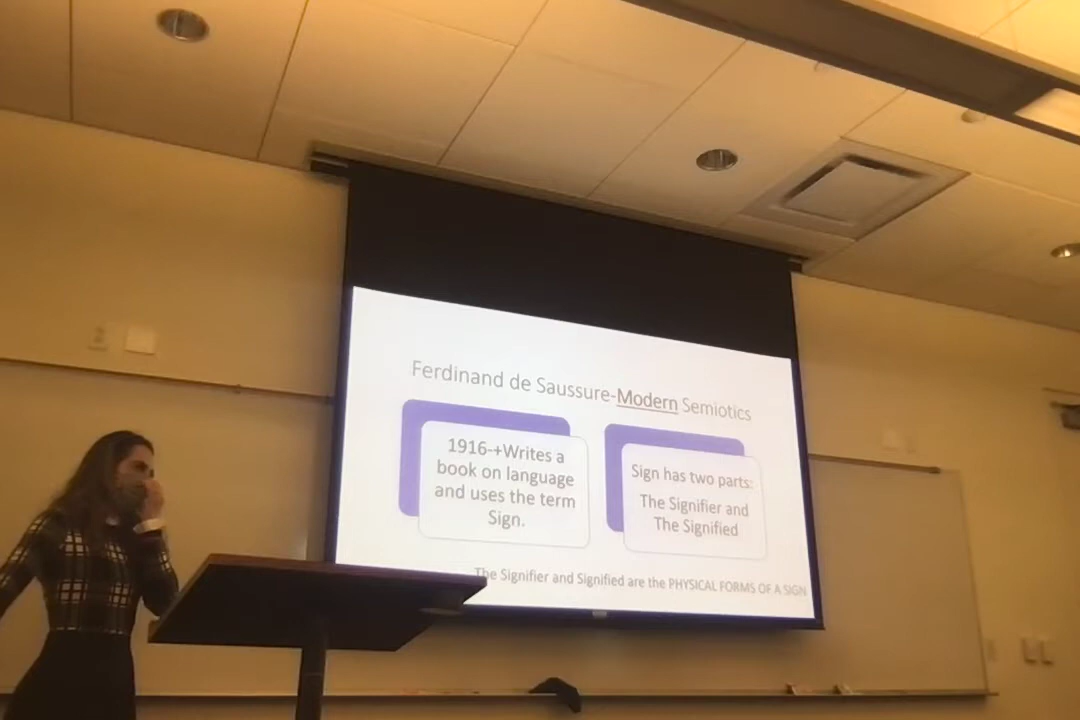 Ferdinand de Saussure-Modern Semiotics
1916-+Writes a
book on language
and uses the term
Sign.
Sign has two parts:
The Signifier and
The Signified
The Signifier and Signified are the PHYSICAL FORMS OF A SIGN